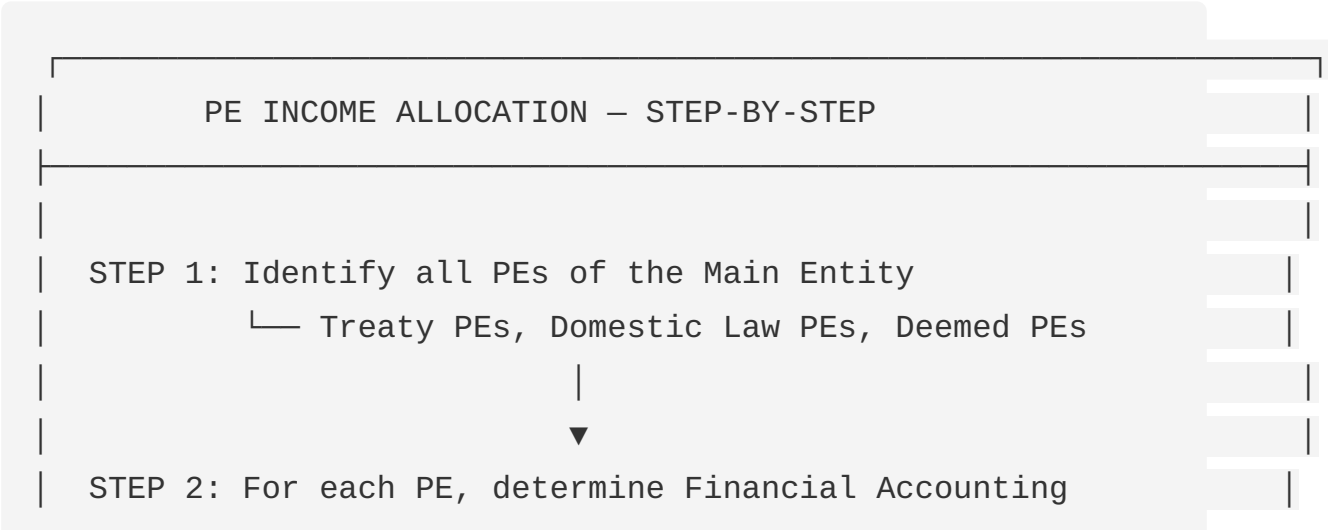 PE INCOME ALLOCATION — STEP-BY-STEP
STEP 1: Identify all PEs of the Main Entity
└── Treaty PEs, Domestic Law PEs, Deemed PEs
│
▼
STEP 2: For each PE, determine Financial Accounting